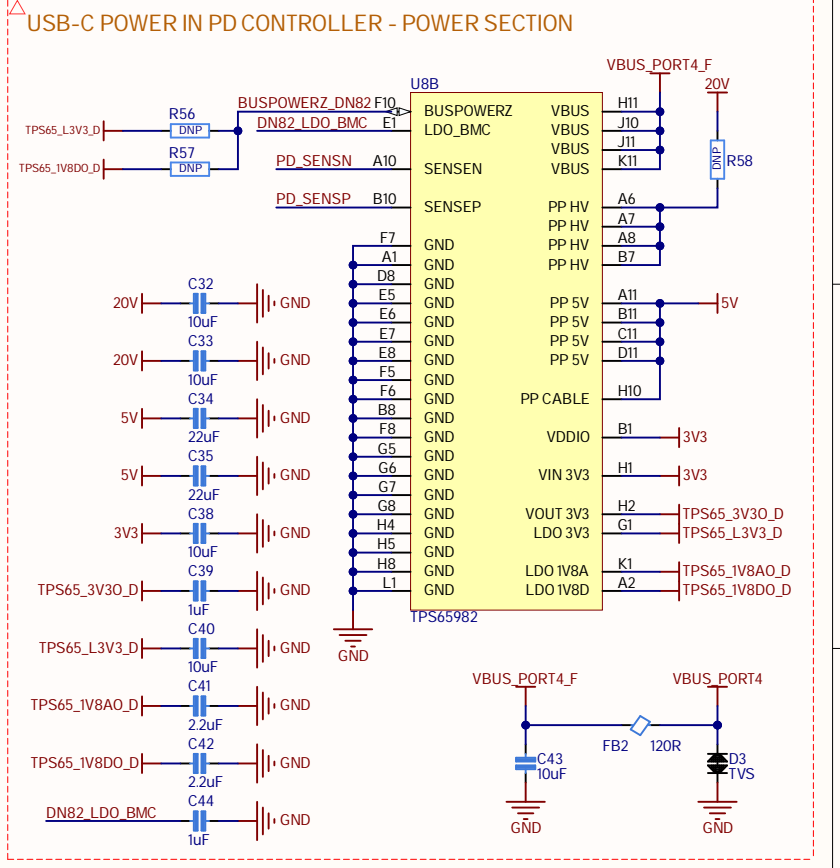 USB-C POWER IN PD CONTROLLER - POWER SECTION
VBUS_PORT4_F
20V
U8B
BUSPOWERZ_DN82 F10 BUSPOWERZ VBUS H11
R56
TPS65_L3V3_D DNP
DN82_LDO_BMC E1 LDO_BMC VBUS J10
VBUS J11
R57
TPS65_1V8DO_D DNP
PD_SENSN A10 SENSEN VBUS K11
DNP R58
PD_SENSP B10 SENSEP PP HV A6
PP HV A7
F7 GND PP HV A8
A1 GND PP HV B7
D8 GND
E5 GND PP 5V A11 5V
E6 GND PP 5V B11
E7 GND PP 5V C11
E8 GND PP 5V D11
F5 GND
F6 GND PP CABLE H10
B8 GND
F8 GND VDDIO B1 3V3
G5 GND
G6 GND VIN 3V3 H1 3V3
G7 GND
G8 GND VOUT 3V3 H2 TPS65_3V3O_D
H4 GND LDO 3V3 G1 TPS65_L3V3_D
H5 GND
H8 GND LDO 1V8A K1 TPS65_1V8AO_D
L1 GND LDO 1V8D A2 TPS65_1V8DO_D
TPS65982
GND
C32
20V GND
10uF
C33
20V GND
10uF
C34
5V GND
22uF
C35
5V GND
22uF
C38
3V3 GND
10uF
C39
TPS65_3V3O_D GND
1uF
C40
TPS65_L3V3_D GND
10uF
C41
TPS65_1V8AO_D GND
2.2uF
C42
TPS65_1V8DO_D GND
2.2uF
C44
DN82_LDO_BMC GND
1uF
VBUS_PORT4_F VBUS_PORT4
FB2 120R
C43 D3
10uF TVS
GND GND